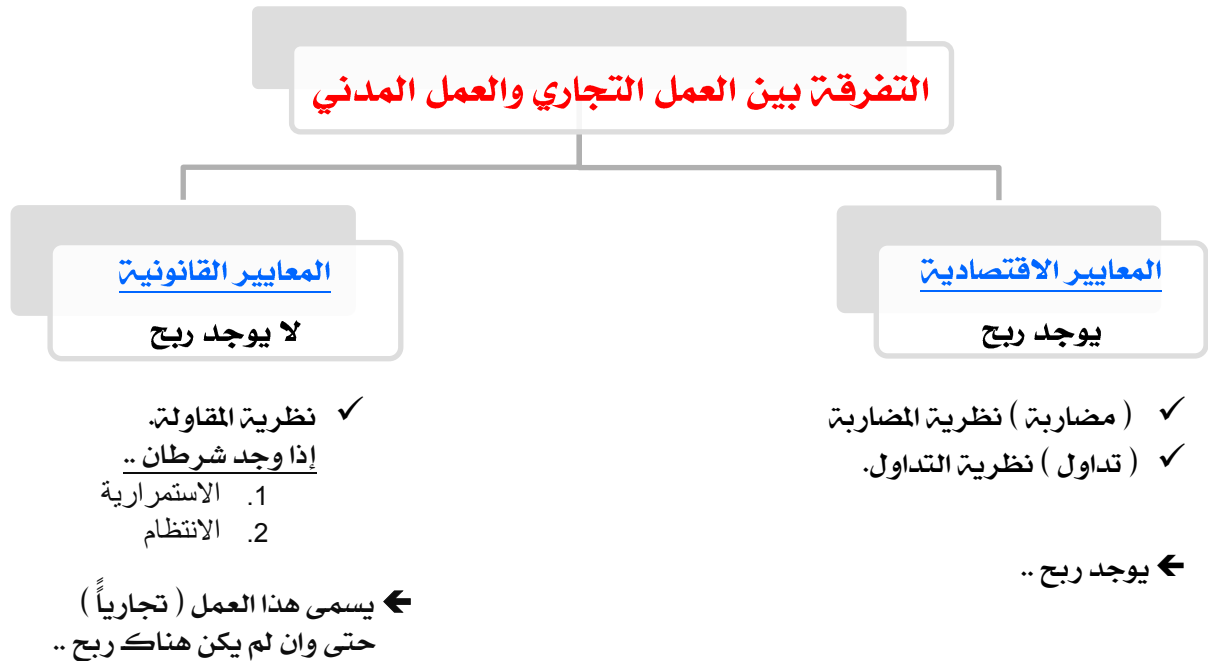 التفرقة بين العمل التجاري والعمل المدني
المعايير الاقتصادية
يوجد ربح
✓ ( مضاربة ) نظرية المضاربة
✓ ( تداول ) نظرية التداول.
← يوجد ربح ..
المعايير القانونية
لا يوجد ربح
✓ نظرية المقاولة.
إذا وجد شرطان ..
1. الاستمرارية
2. الانتظام
← يسمى هذا العمل ( تجارياً )
حتى وان لم يكن هناك ربح ..